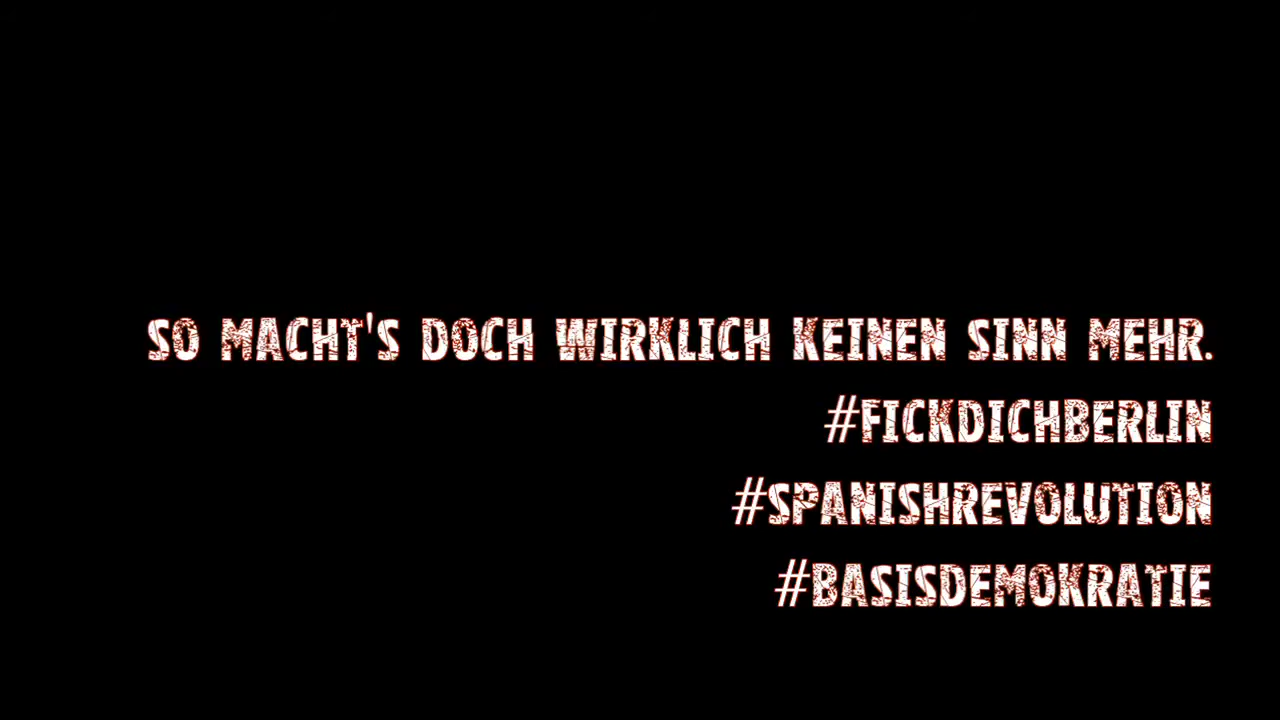 SO MACHT'S DOCH WIRKLICH KEINEN SINN MEHR.
#FICKDICHBERLIN
#SPANISHREVOLUTION
#BASISDEMOKRATIE